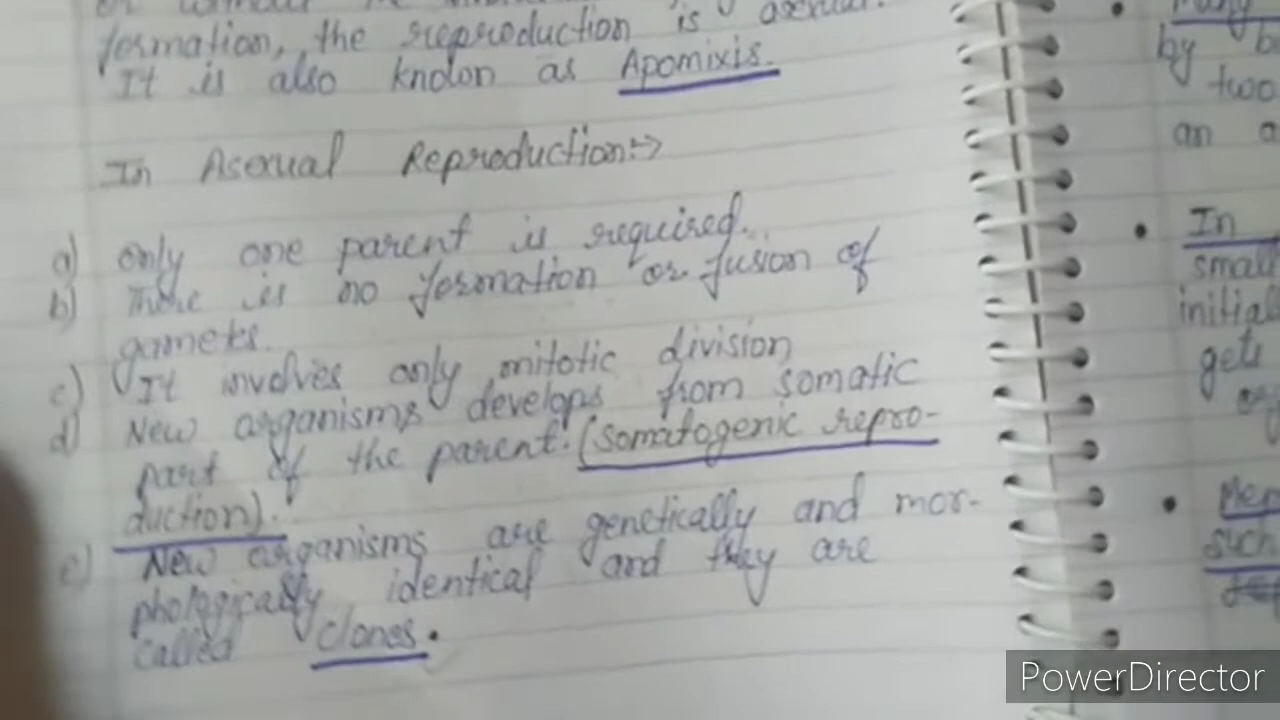 formation, the reproduction is asexual.
It is also kndon as Apomixis.
In Asexual Reproduction:->
a) only one parent is required.
b) There is no formation or fusion of
gamets.
c) It involves only mitotic division
d) New organisms develops from somatic
part of the parent. (Somatogenic repro-
duction).
e) New organisms are genetically and mor-
phologically identical and they are
called clones.
by
two
an a
In
small
initial
gets
such
PowerDirector